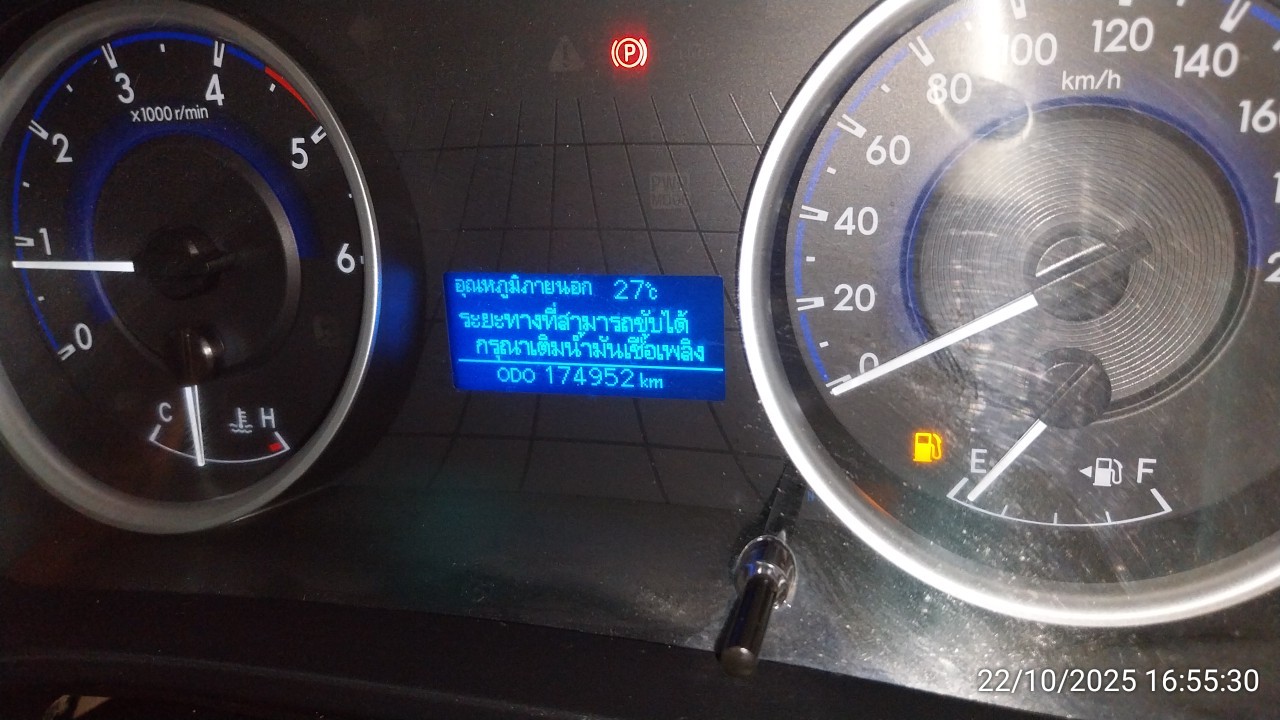 0
1
2
3
4
5
6
x1000 r/min
C
H
P
PWR
MODE
อุณหภูมิภายนอก 27℃
ระยะทางที่สามารถขับได้
กรุณาเติมน้ำมันเชื้อเพลิง
ODO 174952 km
0
20
40
60
80
100
120
140
km/h
E
F
22/10/2025 16:55:30